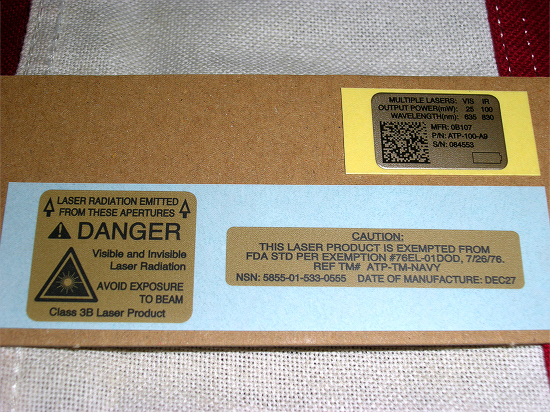 MULTIPLE LASERS: VIS IR
OUTPUT POWER(mW): 25 100
WAVELENGTH(nm): 635 830
MFR: 0B107
P/N: ATP-100-A9
S/N: 084553
LASER RADIATION EMITTED
FROM THESE APERTURES
DANGER
Visible and Invisible
Laser Radiation
AVOID EXPOSURE
TO BEAM
Class 3B Laser Product
CAUTION:
THIS LASER PRODUCT IS EXEMPTED FROM
FDA STD PER EXEMPTION #76EL-01DOD, 7/26/76.
REF TM# ATP-TM-NAVY
NSN: 5855-01-533-0555 DATE OF MANUFACTURE: DEC27